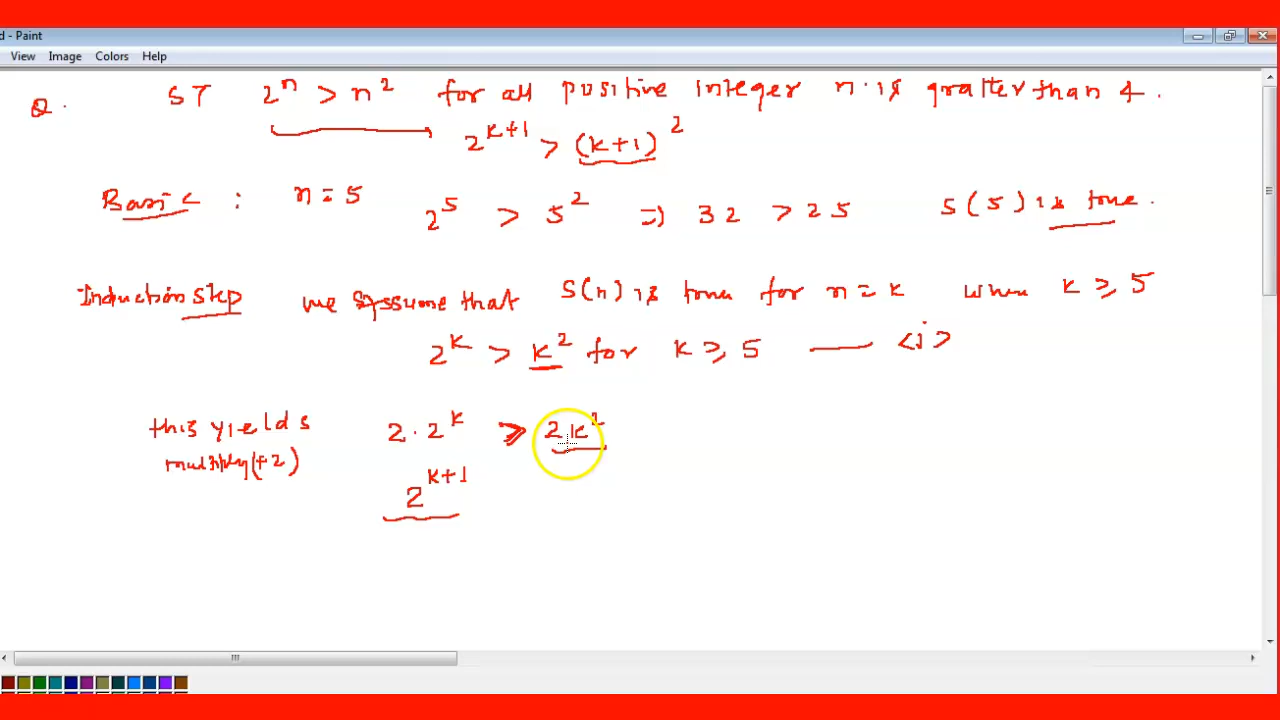 d - Paint
View Image Colors Help
Q. ST 2^n > n^2 for all positive integer n is greater than 4.
2^{k+1} > (k+1)^2
Basic : n = 5 2^5 > 5^2 => 32 > 25 S(5) is true.
Induction step we assume that S(n) is true for n = k when k ≥ 5
2^k > k^2 for k ≥ 5 —— <i>
this yields 2 · 2^k > 2k^2
multiply(+2)
2^{k+1}